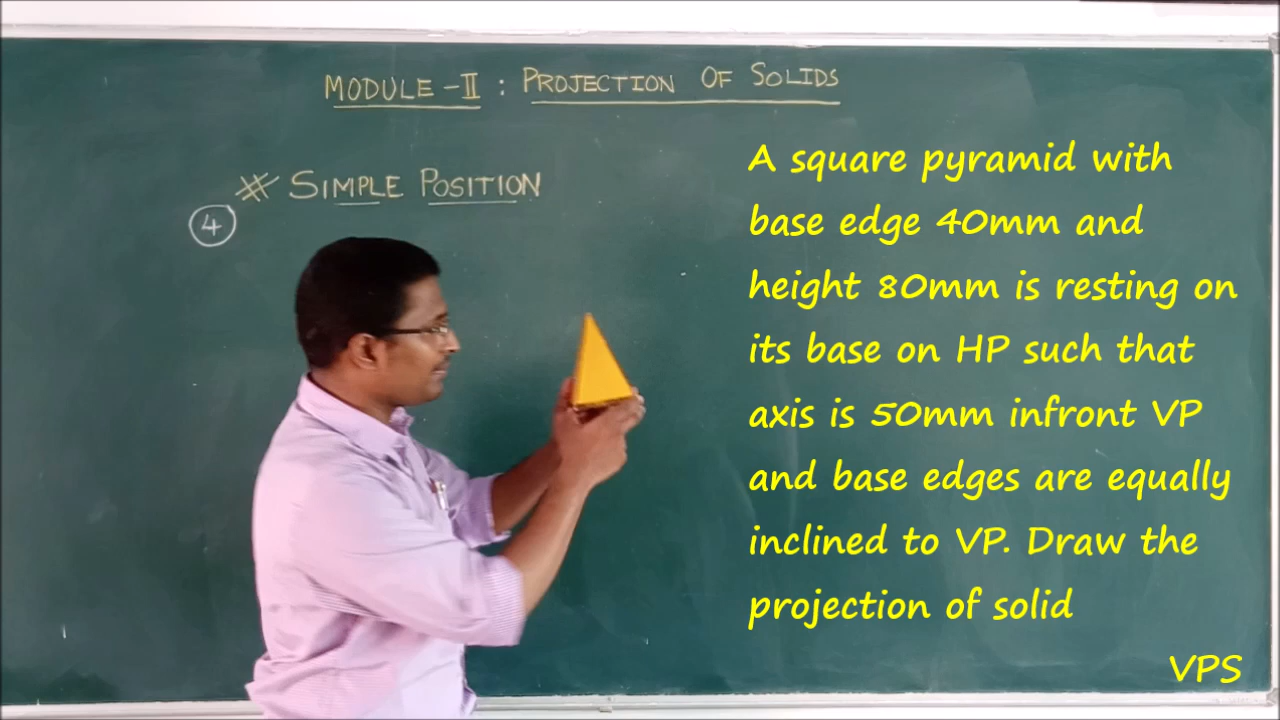 MODULE-II : PROJECTION OF SOLIDS
# SIMPLE POSITION
4
A square pyramid with
base edge 40mm and
height 80mm is resting on
its base on HP such that
axis is 50mm infront VP
and base edges are equally
inclined to VP. Draw the
projection of solid
VPS